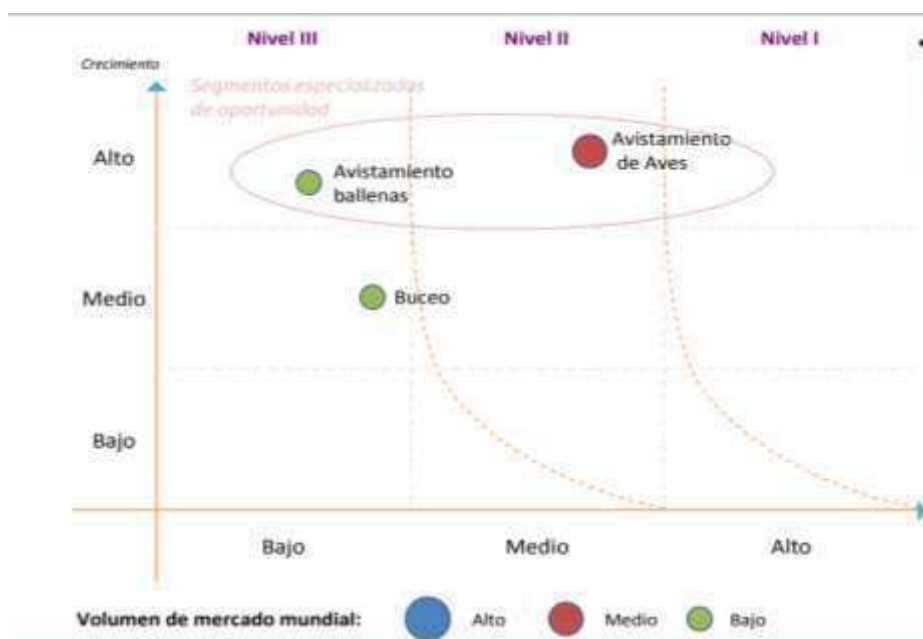 Nivel III Nivel II Nivel I
Crecimiento
Segmentos especializados
de oportunidad
Alto
Avistamiento
de Aves
Avistamiento
ballenas
Medio
Buceo
Bajo
Bajo Medio Alto
Volumen de mercado mundial: Alto Medio Bajo